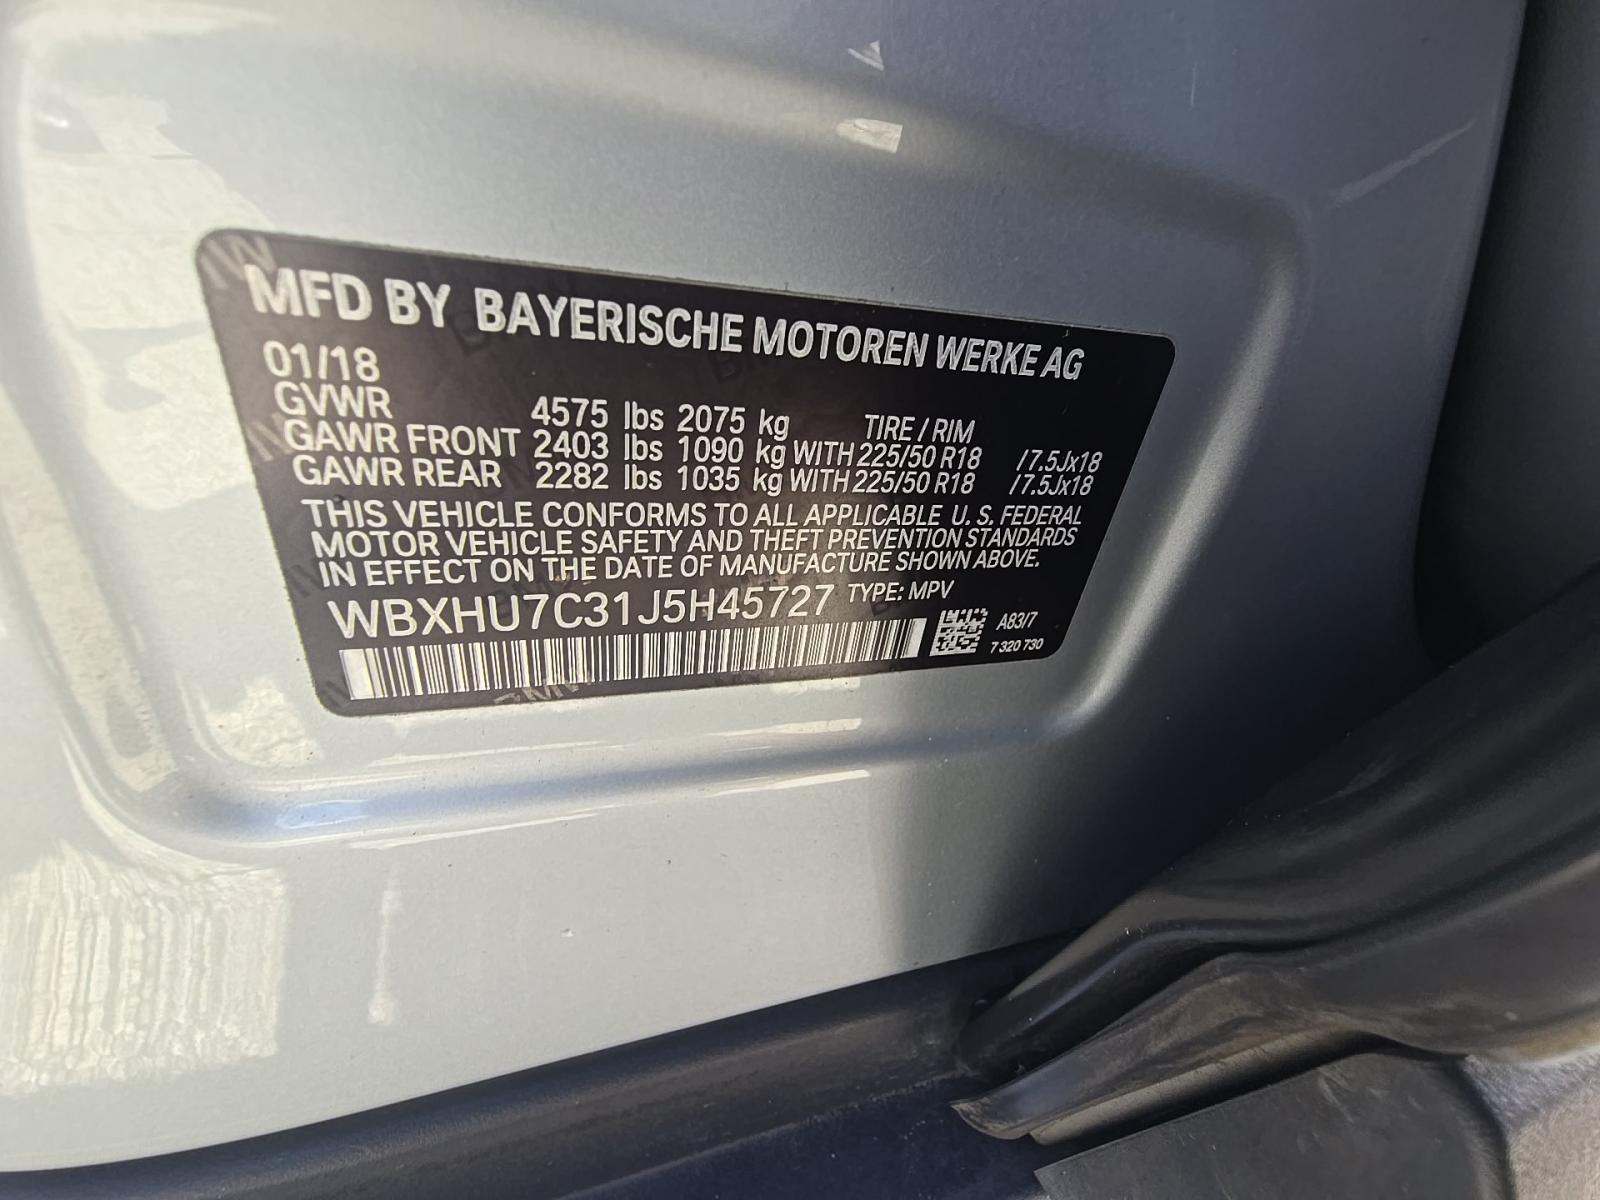 MFD BY BAYERISCHE MOTOREN WERKE AG
01/18
GVWR 4575 lbs 2075 kg TIRE / RIM
GAWR FRONT 2403 lbs 1090 kg WITH 225/50 R18 /7.5Jx18
GAWR REAR 2282 lbs 1035 kg WITH 225/50 R18 /7.5Jx18
THIS VEHICLE CONFORMS TO ALL APPLICABLE U. S. FEDERAL
MOTOR VEHICLE SAFETY AND THEFT PREVENTION STANDARDS
IN EFFECT ON THE DATE OF MANUFACTURE SHOWN ABOVE.
WBXHU7C31J5H45727 TYPE: MPV
A83/7
7 320 730